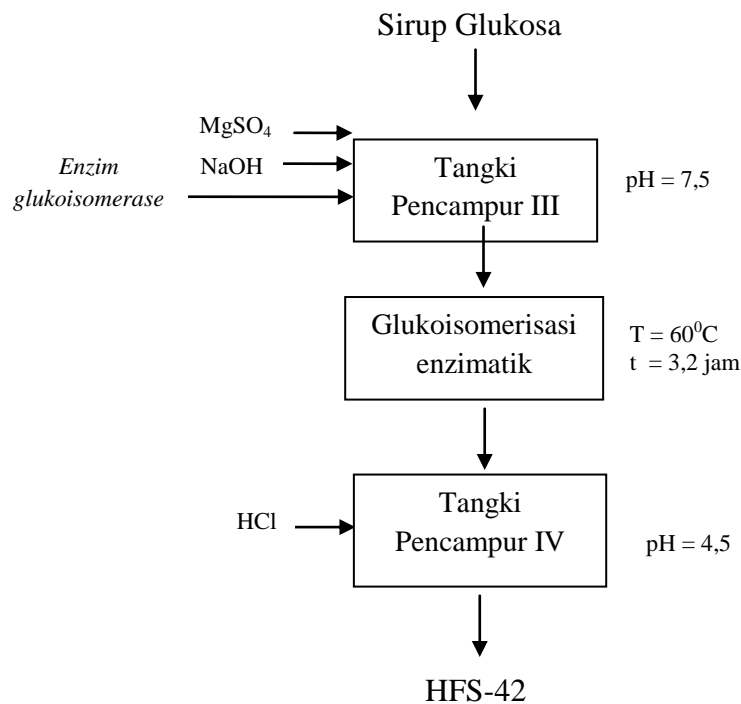 Sirup Glukosa
MgSO₄
NaOH
Enzim
glukoisomerase
Tangki
Pencampur III
pH = 7,5
Glukoisomerisasi
enzimatik
T = 60⁰C
t = 3,2 jam
HCl
Tangki
Pencampur IV
pH = 4,5
HFS-42